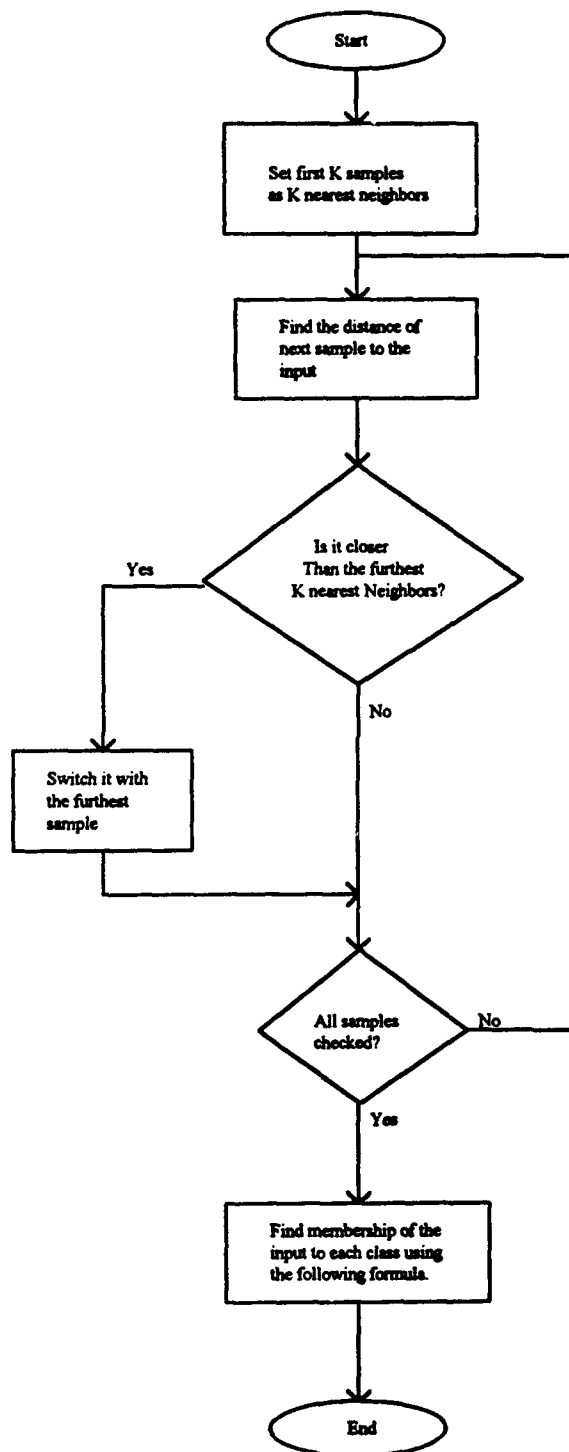 Start
Set first K samples
as K nearest neighbors
Find the distance of
next sample to the
input
Is it closer
Than the furthest
K nearest Neighbors?
Yes
No
Switch it with
the furthest
sample
All samples
checked?
No
Yes
Find membership of the
input to each class using
the following formula.
End